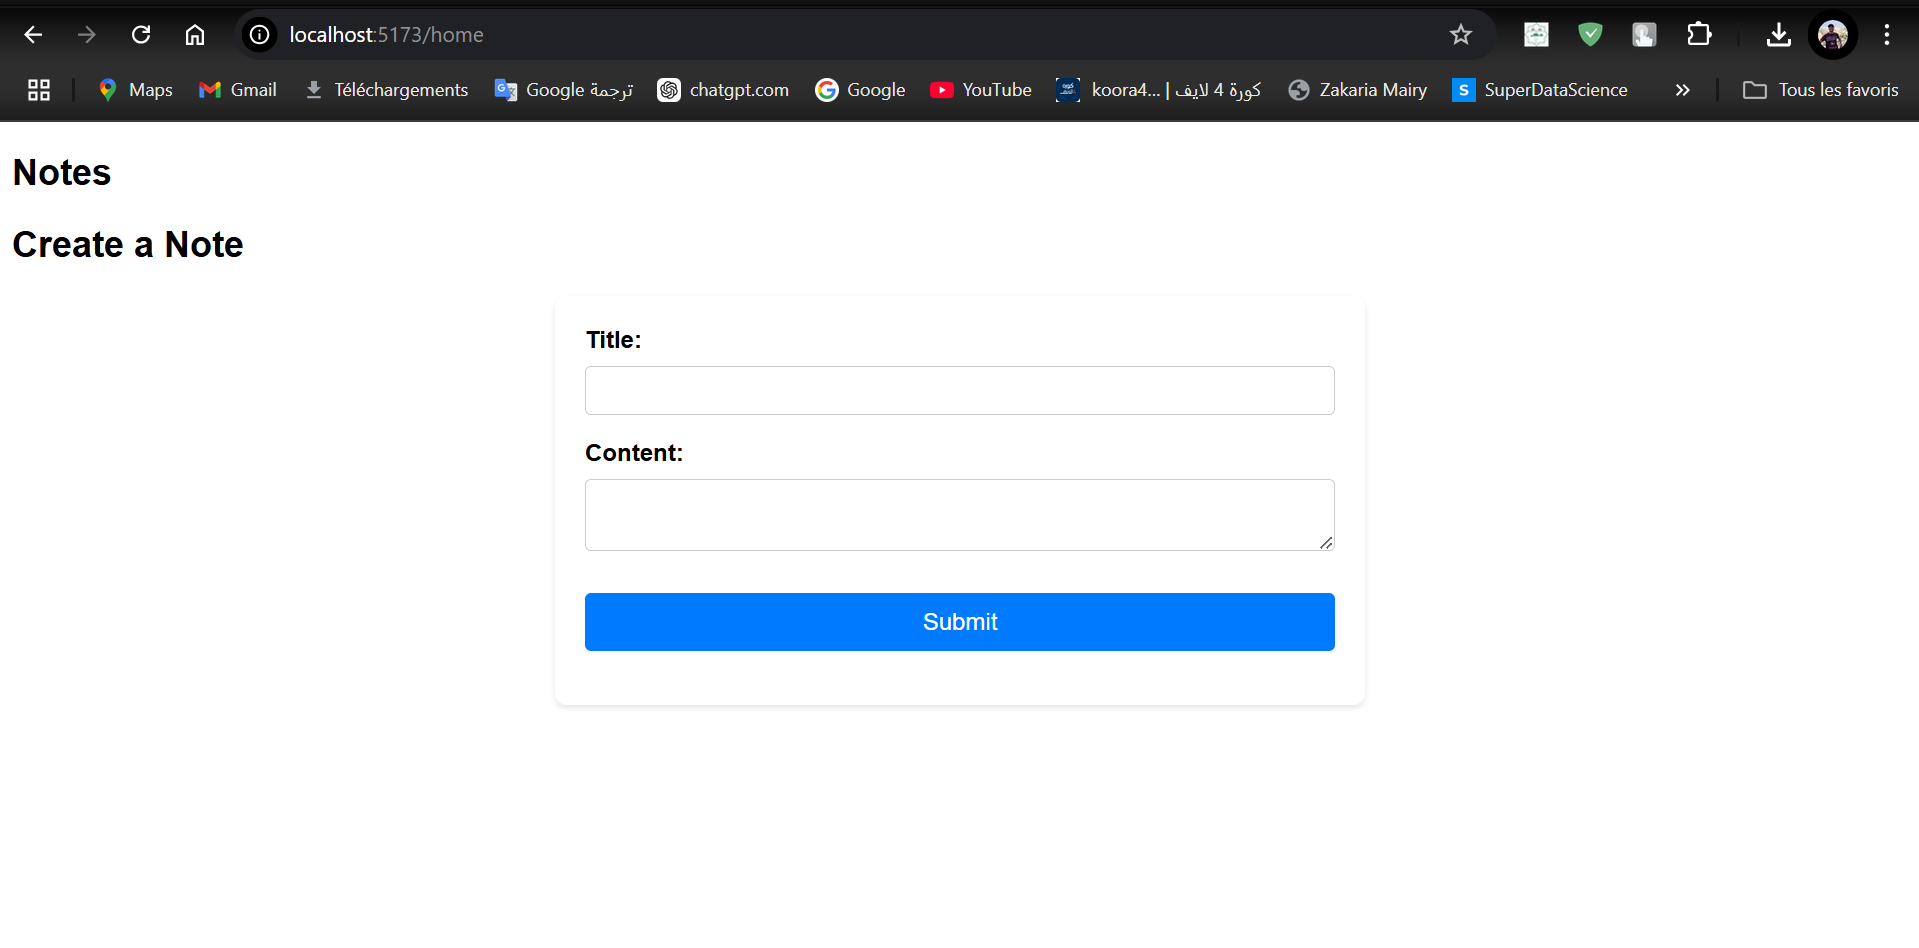 localhost:5173/home
Maps
Gmail
Téléchargements
Google ترجمة
chatgpt.com
Google
YouTube
koora4... | كورة 4 لايف
Zakaria Mairy
S SuperDataScience
Tous les favoris
Notes
Create a Note
Title:
Content:
Submit